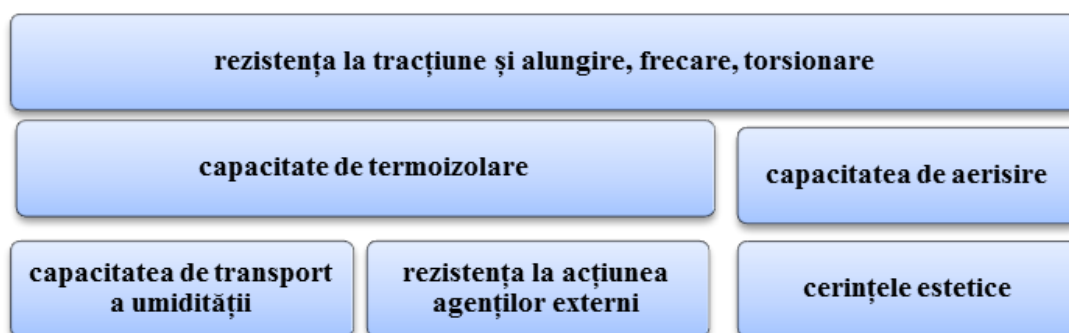 rezistența la tracțiune și alungire, frecare, torsionare
capacitate de termoizolare
capacitatea de aerisire
capacitatea de transport
a umidității
rezistența la acțiunea
agenților externi
cerințele estetice